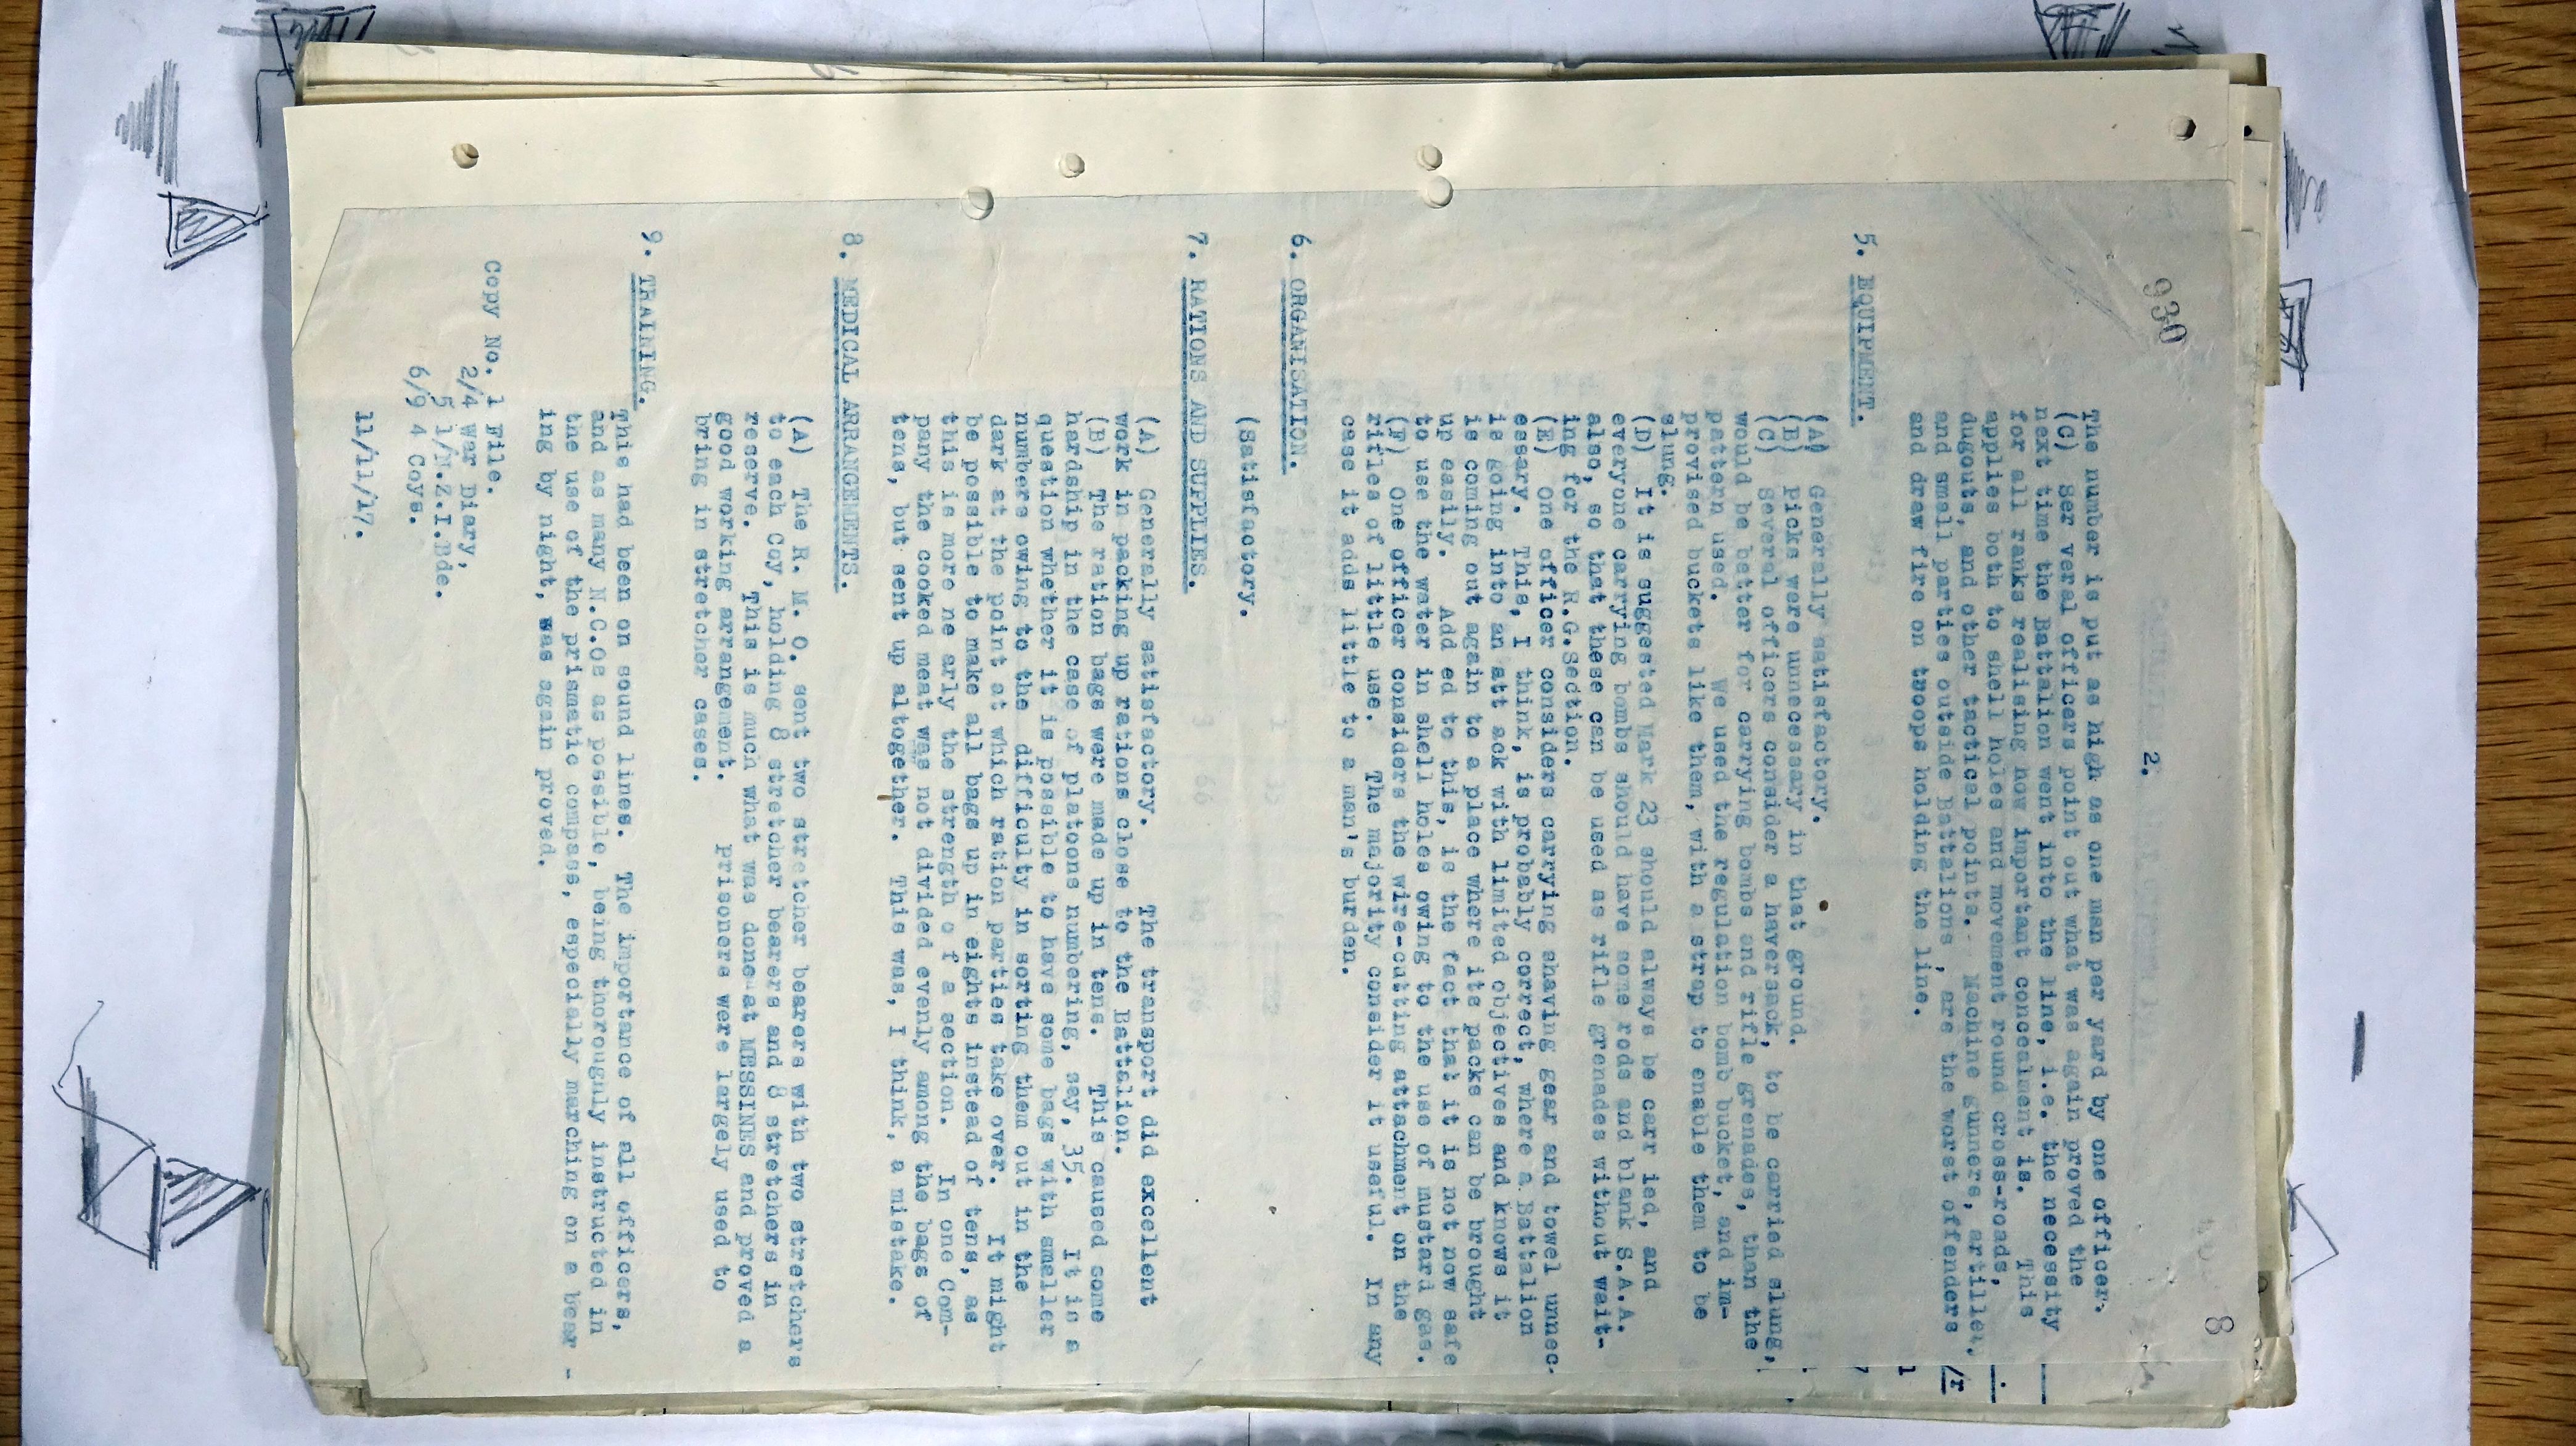 930
8
2.
The number is put as high as one man per yard by one officer.
(C) Ser veral officers point out what was again proved the
next time the Battalion went into the line, i.e. the necessity
for all ranks realising how important concealment is. This
applies both to shell holes and movement round cross-roads,
dugouts, and other tactical points. Machine gunners, artiller,
and small parties outside Battalions, are the worst offenders
and draw fire on troops holding the line.
/r
5. EQUIPMENT.
(A) Generally satisfactory.
(B) Picks were unnecessary in that ground.
(C) Several officers consider a haversack, to be carried slung,
would be better for carrying bombs and rifle grenades, than the
pattern used. We used the regulation bomb bucket, and im-
provised buckets like them, with a strap to enable them to be
slung.
(D) It is suggested Mark 23 should always be carr ied, and
everyone carrying bombs should have some rods and blank S.A.A.
also, so that these can be used as rifle grenades without wait-
ing for the R.G.Section.
(E) One officer considers carrying shaving gear and towel unnec-
essary. This, I think, is probably correct, where a Battalion
is going into an att ack with limited objectives and knows it
is coming out again to a place where its packs can be brought
up easily. Add ed to this, is the fact that it is not now safe
to use the water in shell holes owing to the use of mustard gas.
(F) One officer considers the wire-cutting attachment on the
rifles of little use. The majority consider it useful. In any
case it adds little to a man's burden.
6. ORGANISATION.
(Satisfactory.
7. RATIONS AND SUPPLIES.
(A) Generally satisfactory. The transport did excellent
work in packing up rations close to the Battalion.
(B) The ration bags were made up in tens. This caused some
hardship in the case of platoons numbering, say, 35. It is a
question whether it is possible to have some bags with smaller
numbers owing to the difficulty in sorting them out in the
dark at the point at which ration parties take over. It might
be possible to make all bags up in eights instead of tens, as
this is more ne arly the strength o f a section. In one Com-
pany the cooked meat was not divided evenly among the bags of
tens, but sent up altogether. This was, I think, a mistake.
8. MEDICAL ARRANGEMENTS.
(A) The R. M. O. sent two stretcher bearers with two stretchers
to each Coy, holding 8 stretcher bearers and 8 stretchers in
reserve. This is much what was done at MESSINES and proved a
good working arrangement. prisoners were largely used to
bring in stretcher cases.
9. TRAINING.
This had been on sound lines. The importance of all officers,
and as many N.C.Os as possible, being thoroughly instructed in
the use of the prismatic compass, especially marching on a bear -
ing by night, was again proved.
Copy No. 1 File.
2/4 War Diary,
5 1/N.Z.I.Bde.
6/9 4 Coys.
11/11/17.